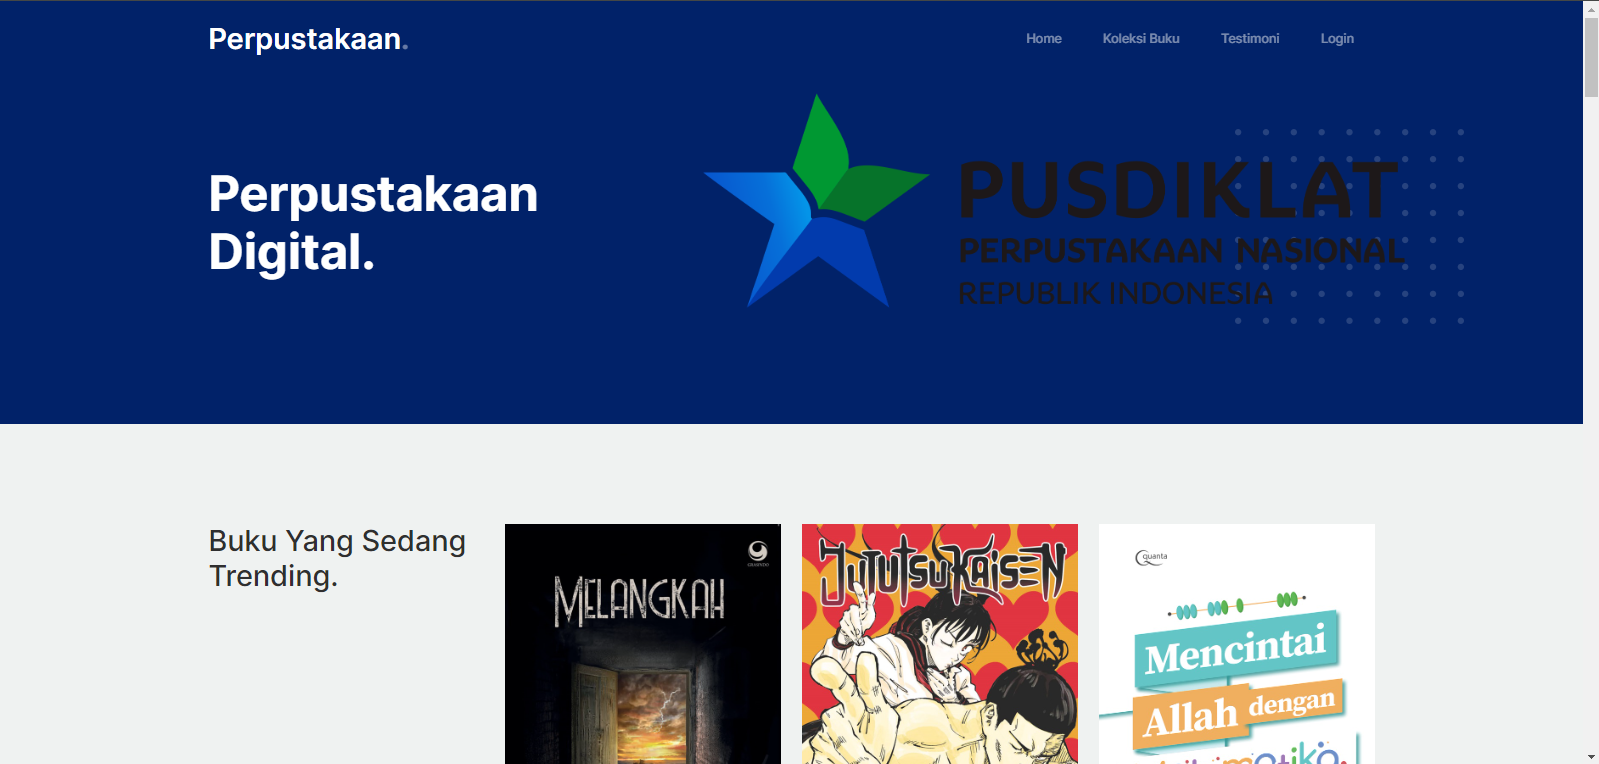 Perpustakaan.
Home
Koleksi Buku
Testimoni
Login
Perpustakaan
Digital.
PUSDIKLAT
PERPUSTAKAAN NASIONAL
REPUBLIK INDONESIA
Buku Yang Sedang
Trending.
GRASINDO
MELANGKAH
JUJUTSU KAISEN
quanta
Mencintai
Allah dengan